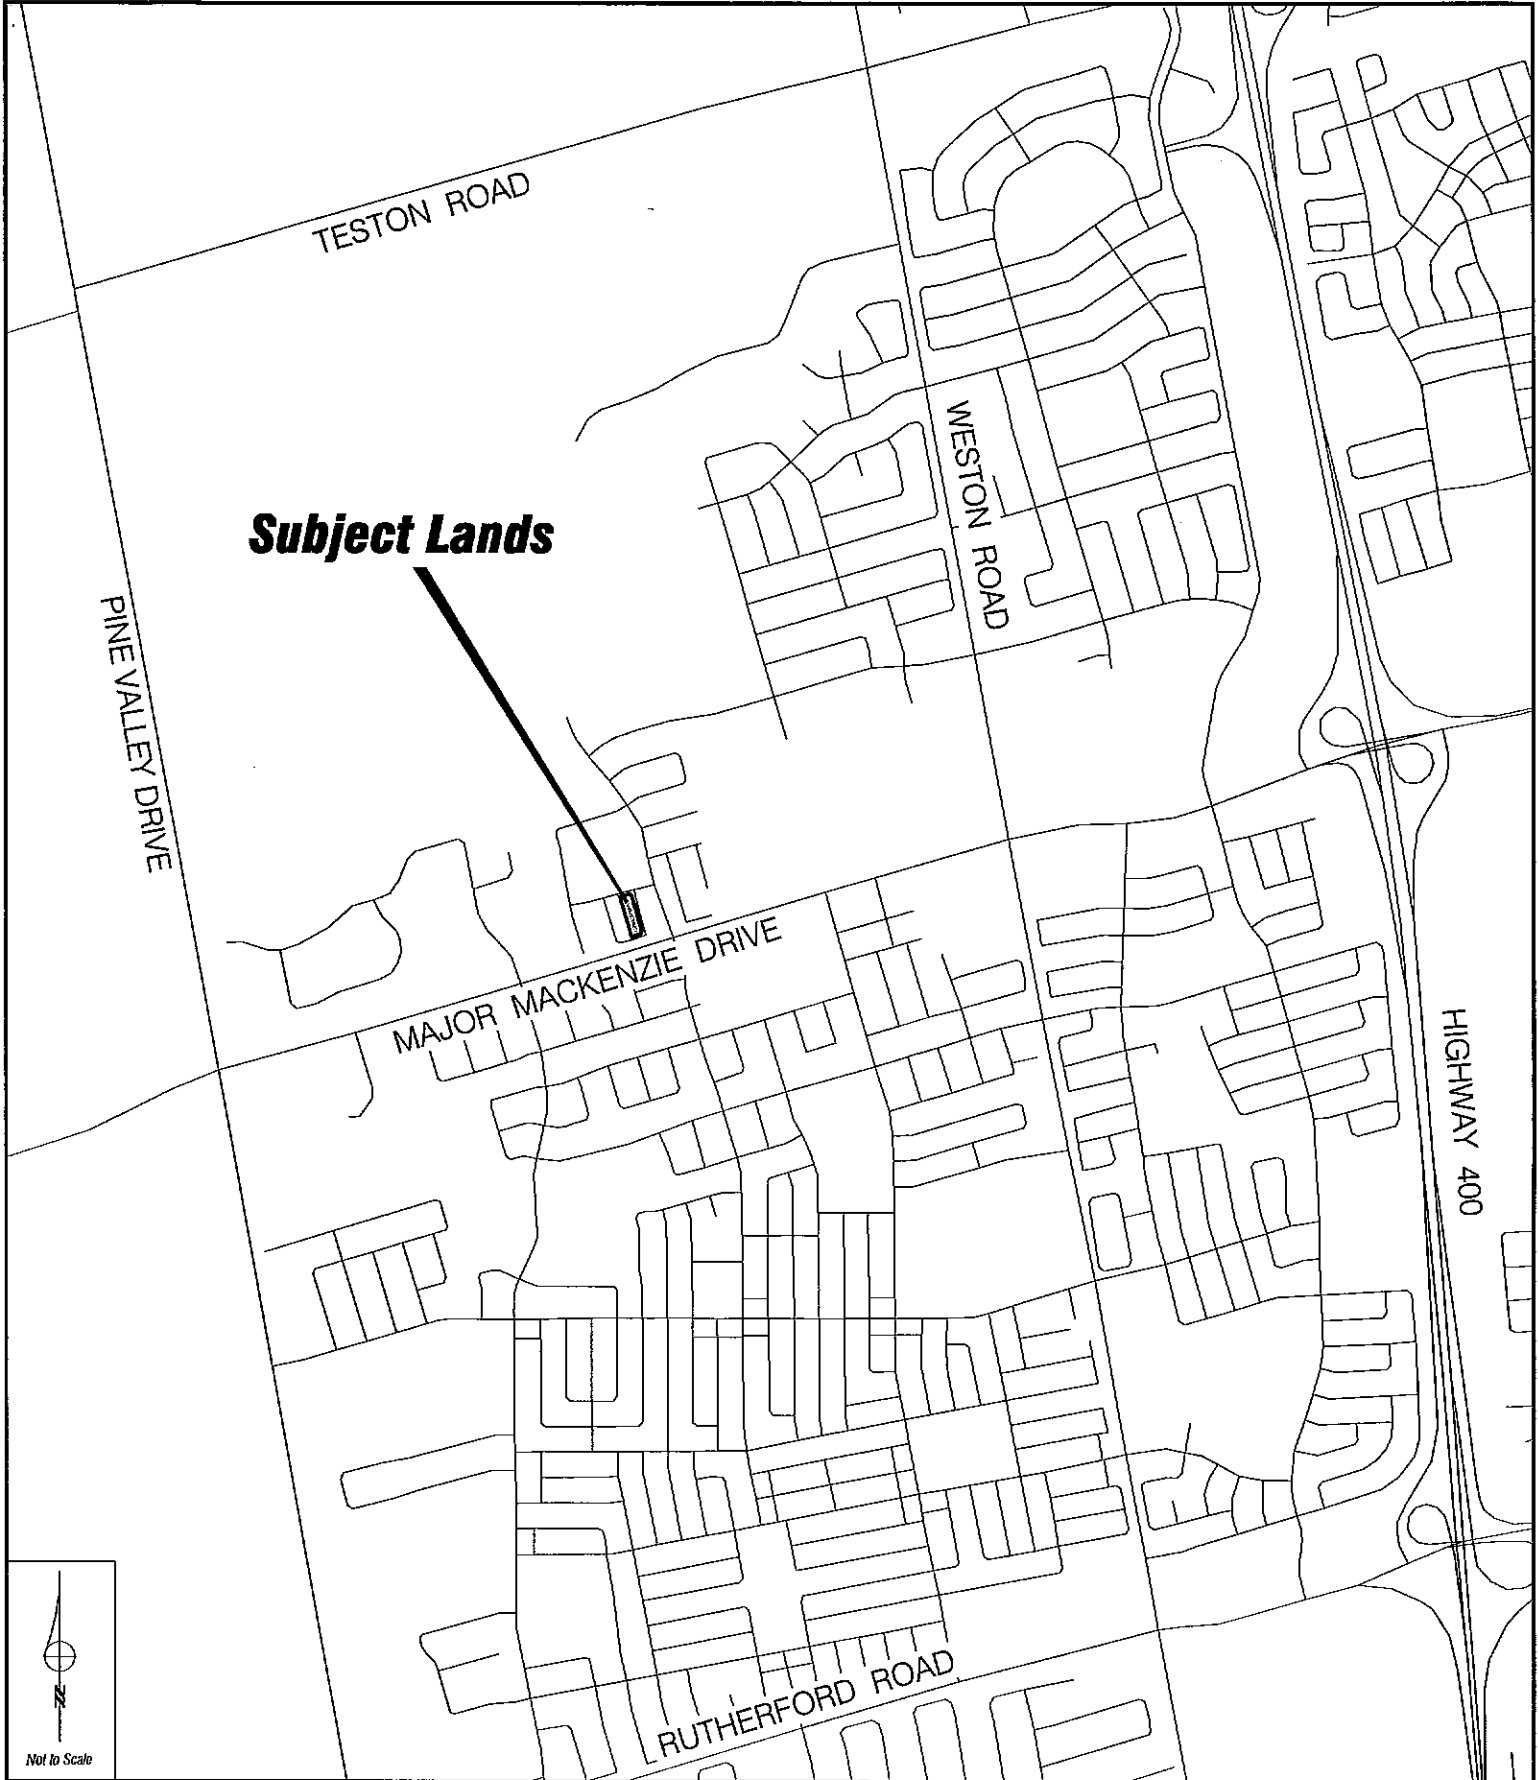 TESTON ROAD
WESTON ROAD
Subject Lands
PINE VALLEY DRIVE
MAJOR MACKENZIE DRIVE
HIGHWAY 400
RUTHERFORD ROAD
N
Not to Scale